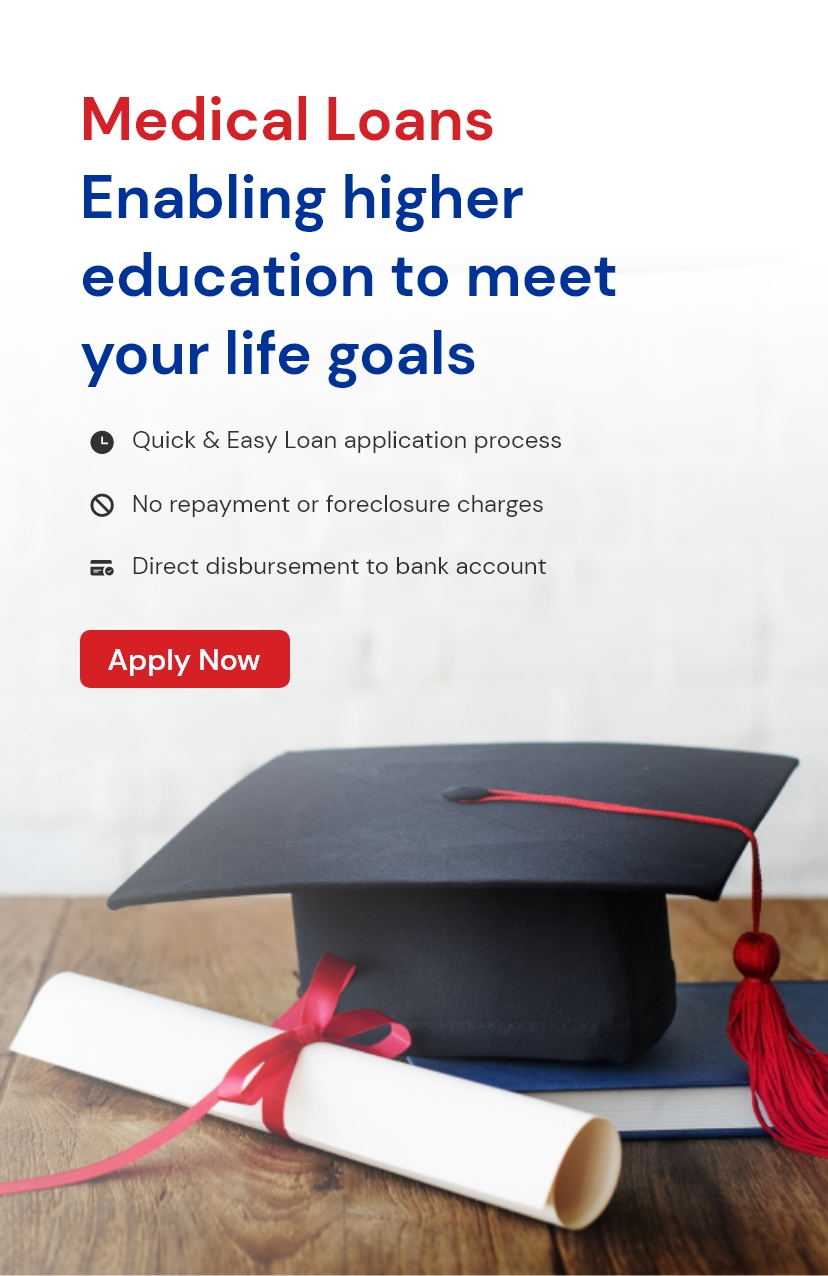 Medical Loans
Enabling higher
education to meet
your life goals
Quick & Easy Loan application process
No repayment or foreclosure charges
Direct disbursement to bank account
Apply Now